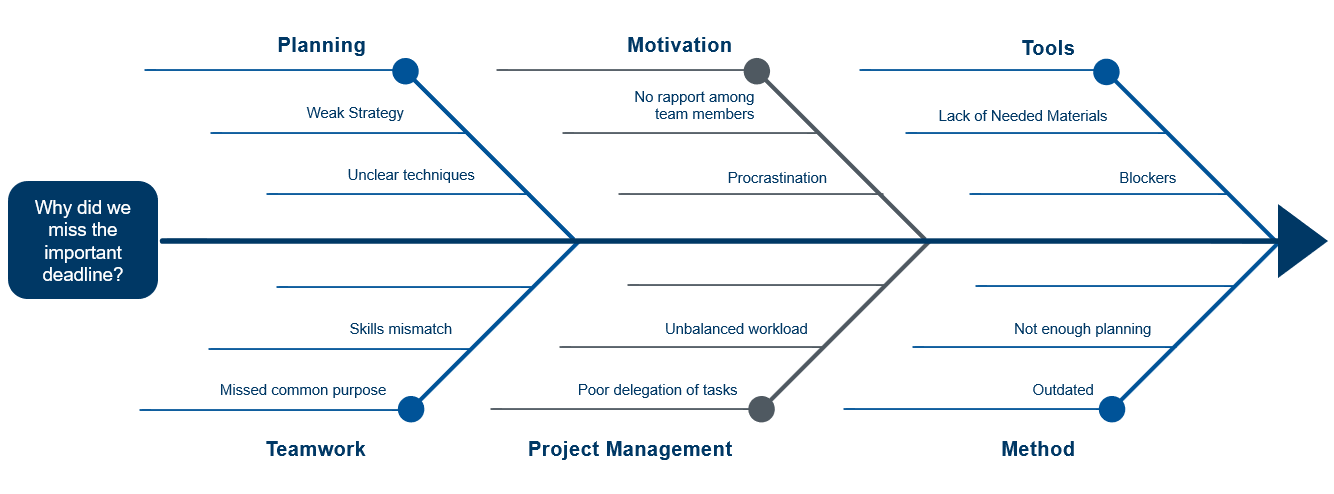 Planning
Motivation
Tools
Weak Strategy
No rapport among
team members
Lack of Needed Materials
Unclear techniques
Procrastination
Blockers
Why did we
miss the
important
deadline?
Skills mismatch
Unbalanced workload
Not enough planning
Missed common purpose
Poor delegation of tasks
Outdated
Teamwork
Project Management
Method